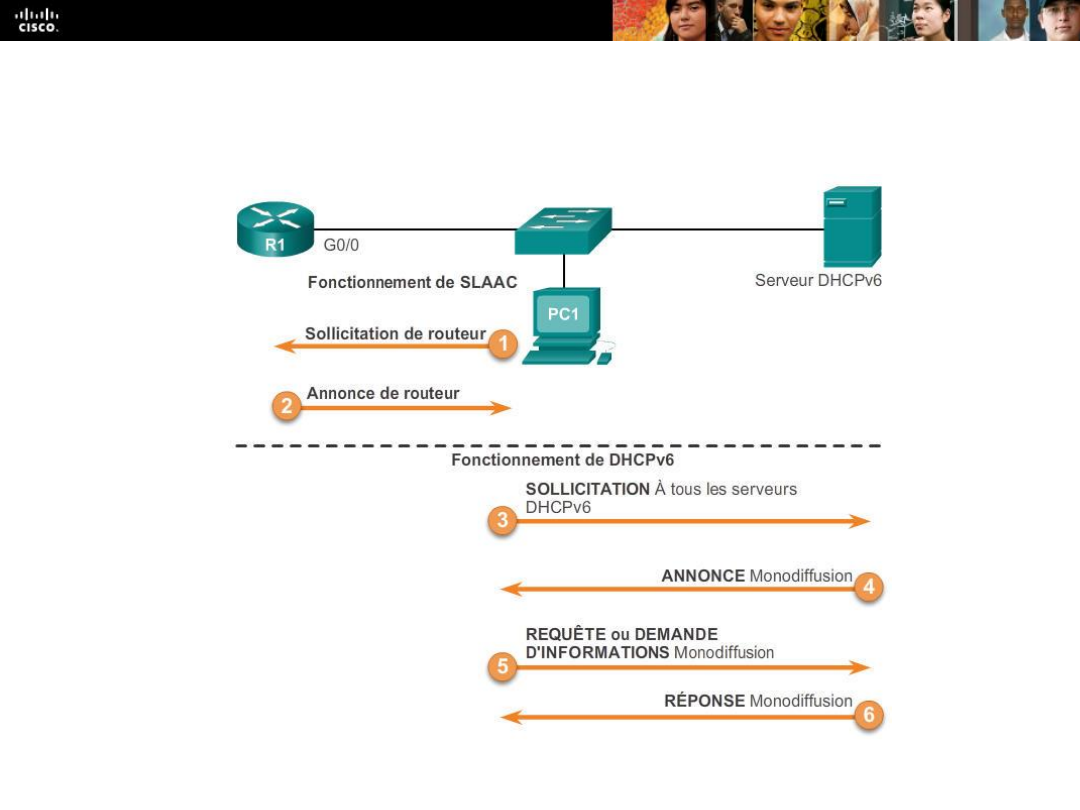 CISCO.
R1
G0/0
Serveur DHCPv6
Fonctionnement de SLAAC
PC1
Sollicitation de routeur
1
Annonce de routeur
2
Fonctionnement de DHCPv6
SOLLICITATION À tous les serveurs
DHCPv6
3
ANNONCE Monodiffusion
4
REQUÊTE ou DEMANDE
D'INFORMATIONS Monodiffusion
5
RÉPONSE Monodiffusion
6